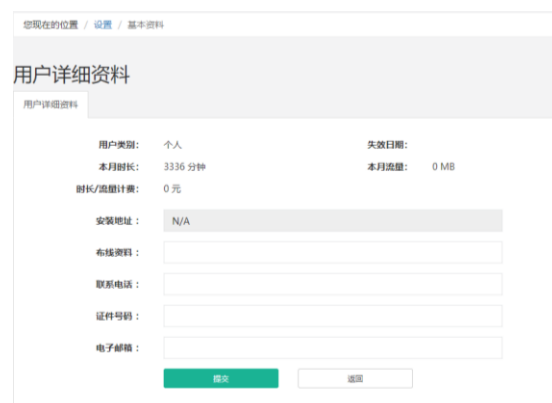 您现在的位置 / 设置 / 基本资料
用户详细资料
用户详细资料
用户类别： 个人 失效日期：
本月时长： 3336 分钟 本月流量： 0 MB
时长/流量计费： 0 元
安装地址： N/A
布线资料：
联系电话：
证件号码：
电子邮箱：
提交 返回